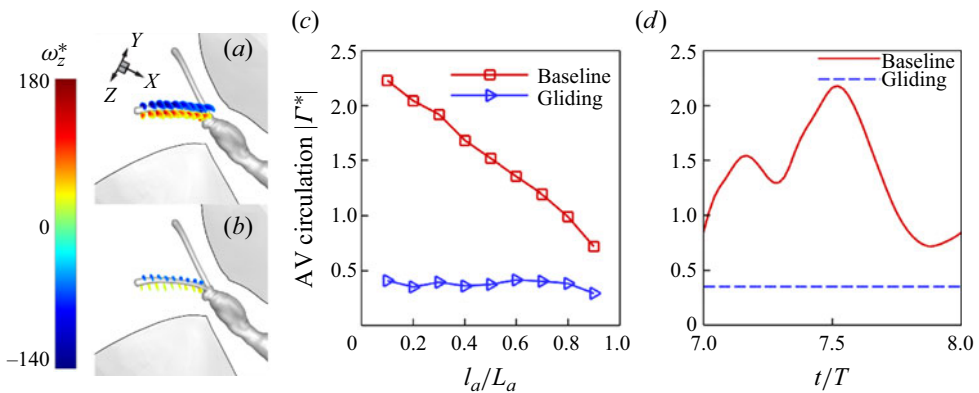 ω*z
180
0
–140
Y
X
Z
(a)
(b)
(c)
AV circulation |Γ*|
2.5
2.0
1.5
1.0
0.5
0
0.2
0.4
0.6
0.8
1.0
la/La
Baseline
Gliding
(d)
2.5
2.0
1.5
1.0
0.5
0
7.0
7.5
8.0
t/T
Baseline
Gliding